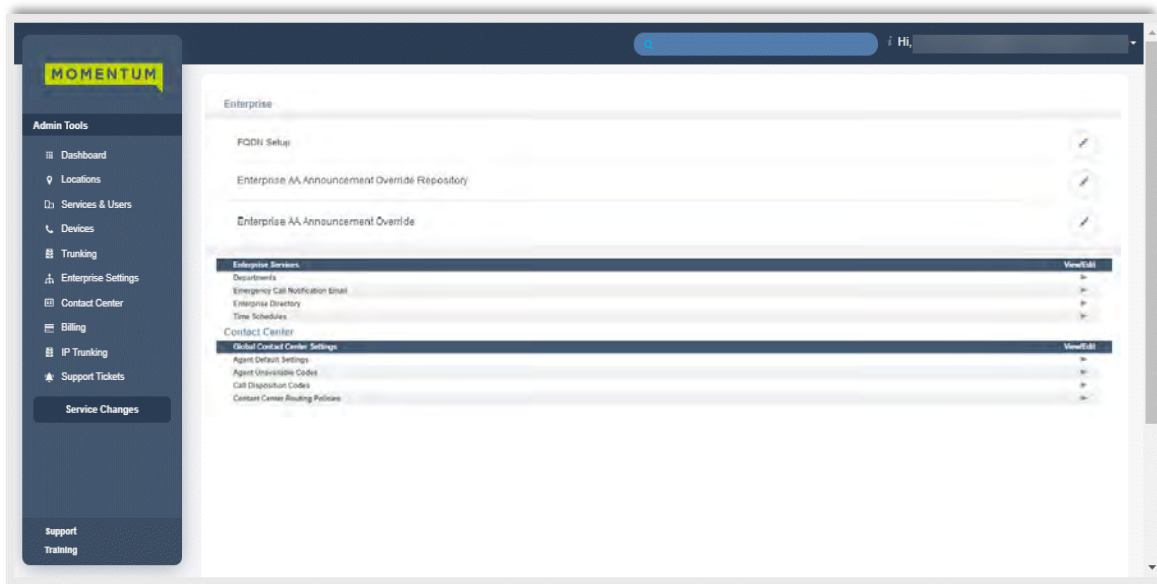 Hi,
MOMENTUM
Admin Tools
Dashboard
Locations
Services & Users
Devices
Trunking
Enterprise Settings
Contact Center
Billing
IP Trunking
Support Tickets
Service Changes
Support
Training
Enterprise
FQDN Setup
Enterprise AA Announcement Override Repository
Enterprise AA Announcement Override
Enterprise Services View/Edit
Departments
Emergency Call Notification Email
Enterprise Directory
Time Schedules
Contact Center
Global Contact Center Settings View/Edit
Agent Default Settings
Agent Unavailable Codes
Call Disposition Codes
Contact Center Routing Policies